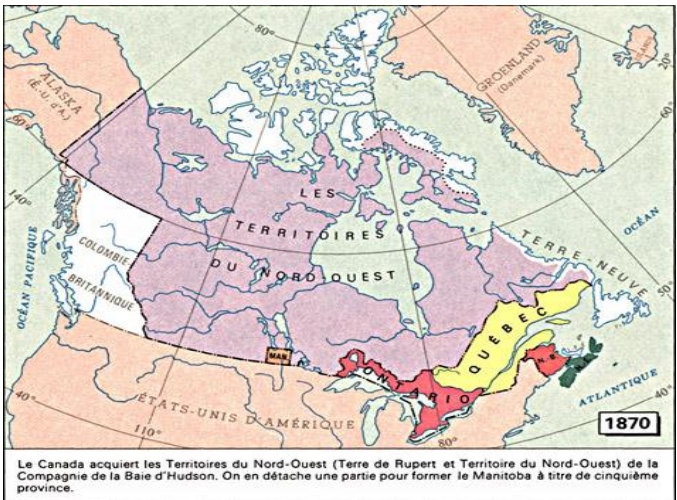 80°
ALASKA
(É.-U. d'A.)
GROENLAND
(Danemark)
20°
60°
60°
140°
LES
TERRITOIRES
DU NORD-OUEST
OCÉAN
ATLANTIQUE
TERRE-NEUVE
50°
OCÉAN PACIFIQUE
COLOMBIE
BRITANNIQUE
MAN.
ONTARIO
QUÉBEC
N.B.
40°
110°
ÉTATS-UNIS D'AMÉRIQUE
80°
40°
1870
Le Canada acquiert les Territoires du Nord-Ouest (Terre de Rupert et Territoire du Nord-Ouest) de la
Compagnie de la Baie d'Hudson. On en détache une partie pour former le Manitoba à titre de cinquième
province.